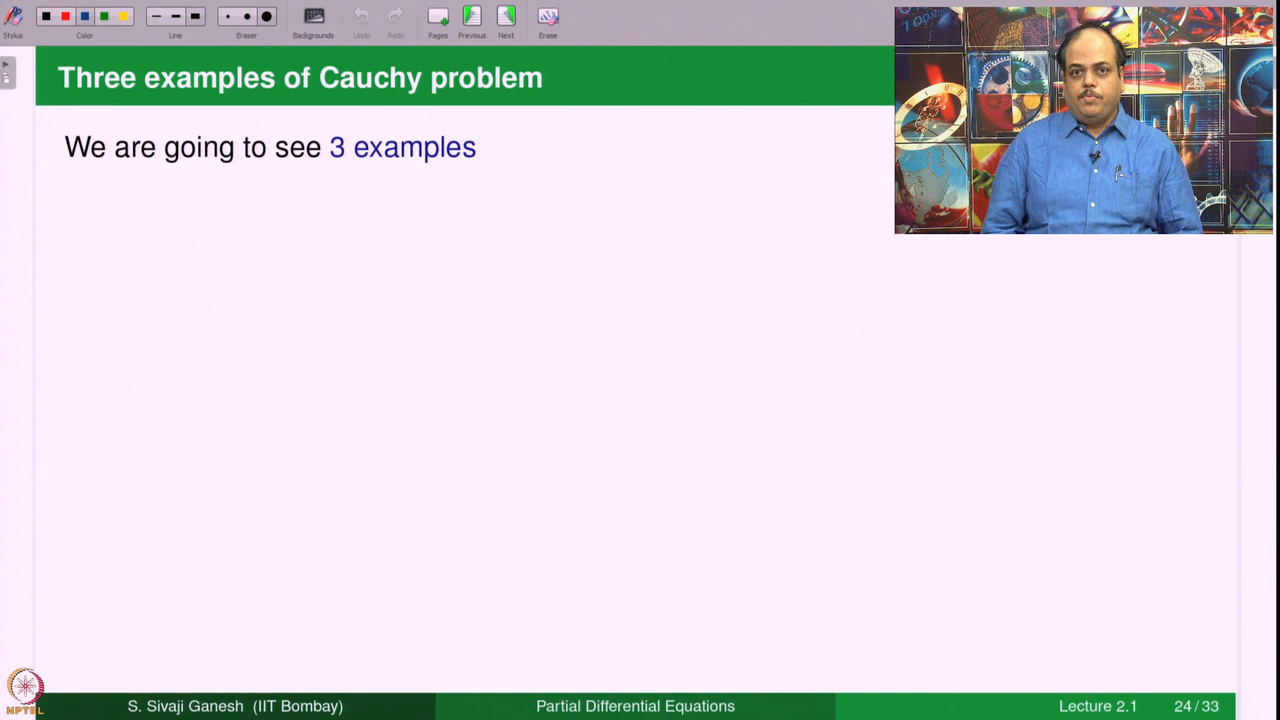 Stylus Color Line Eraser Backgrounds Undo Redo Pages Previous Next Erase
Three examples of Cauchy problem
We are going to see 3 examples
NPTEL
S. Sivaji Ganesh (IIT Bombay) Partial Differential Equations Lecture 2.1 24/33